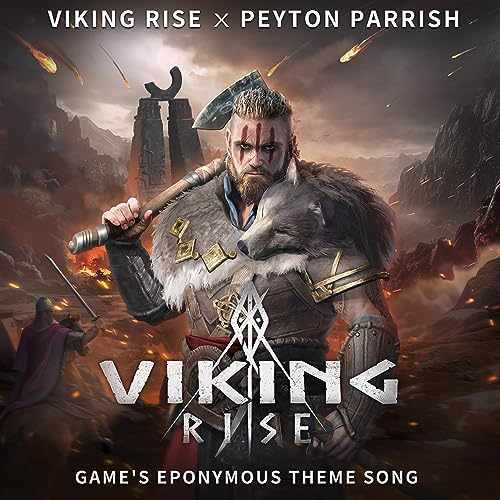 VIKING RISE X PEYTON PARRISH
VIKING
RISE
GAME'S EPONYMOUS THEME SONG